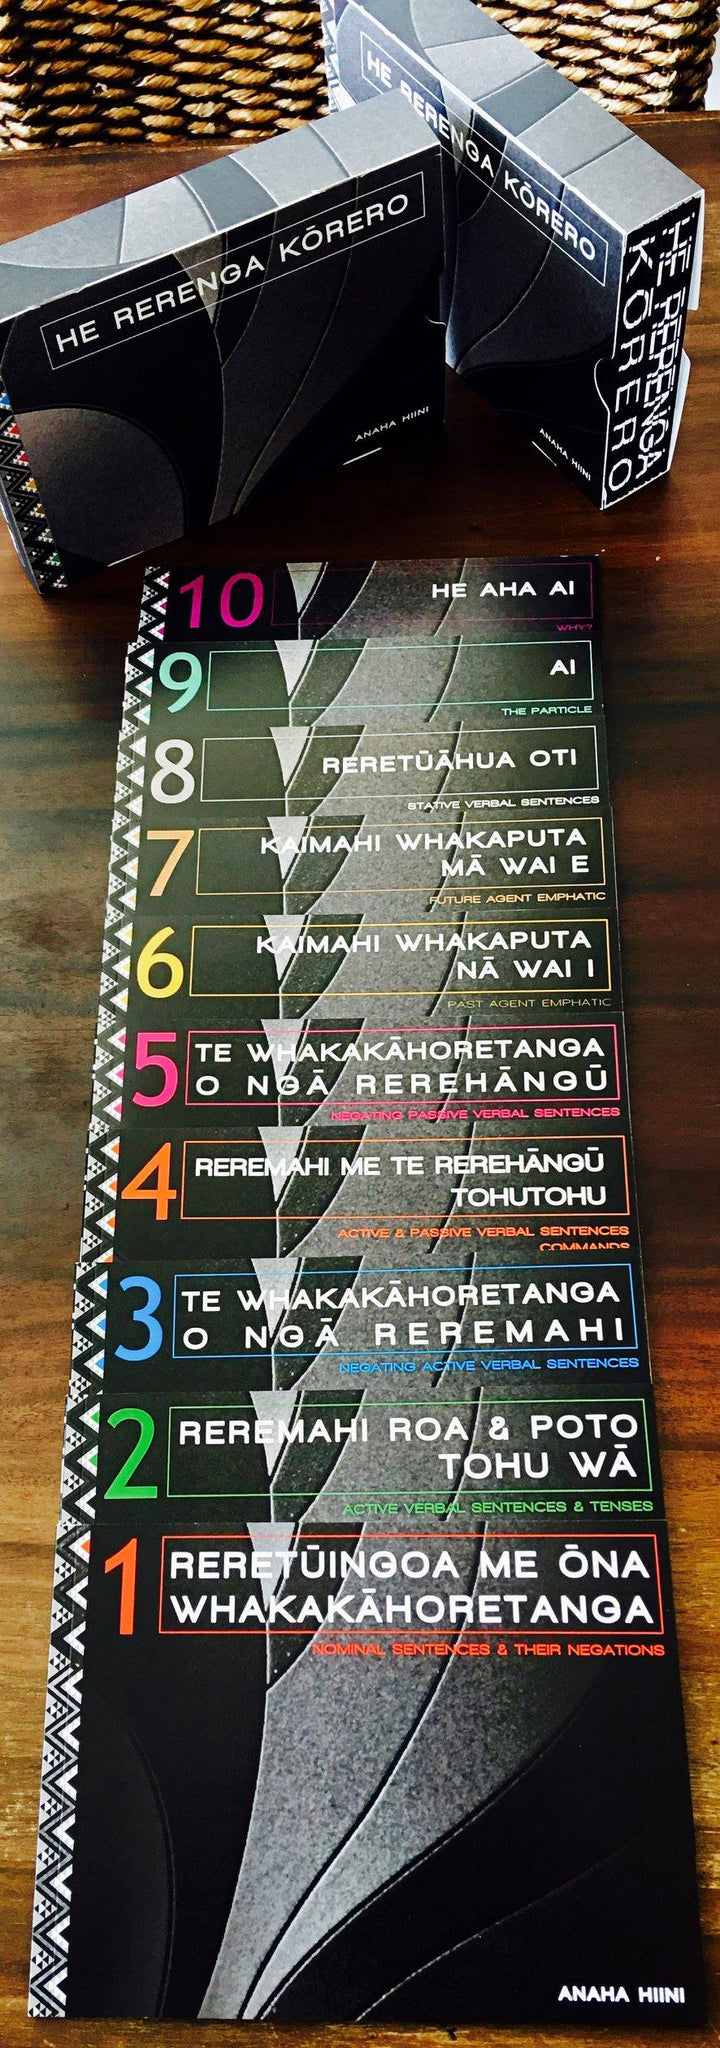 HE RERENGA KŌRERO
ANAHA HIINI
HE RERENGA KŌRERO
ANAHA HIINI
HE RERENGA
KŌRERO
10
HE AHA AI
WHY?
9
AI
THE PARTICLE
8
RERETŪĀHUA OTI
STATIVE VERBAL SENTENCES
7
KAIMAHI WHAKAPUTA
MĀ WAI E
FUTURE AGENT EMPHATIC
6
KAIMAHI WHAKAPUTA
NĀ WAI I
PAST AGENT EMPHATIC
5
TE WHAKAKĀHORETANGA
O NGĀ REREHĀNGŪ
NEGATING PASSIVE VERBAL SENTENCES
4
REREMAHI ME TE REREHĀNGŪ
TOHUTOHU
ACTIVE & PASSIVE VERBAL SENTENCES
COMMANDS
3
TE WHAKAKĀHORETANGA
O NGĀ REREMAHI
NEGATING ACTIVE VERBAL SENTENCES
2
REREMAHI ROA & POTO
TOHU WĀ
ACTIVE VERBAL SENTENCES & TENSES
1
RERETŪINGOA ME ŌNA
WHAKAKĀHORETANGA
NOMINAL SENTENCES & THEIR NEGATIONS
ANAHA HIINI